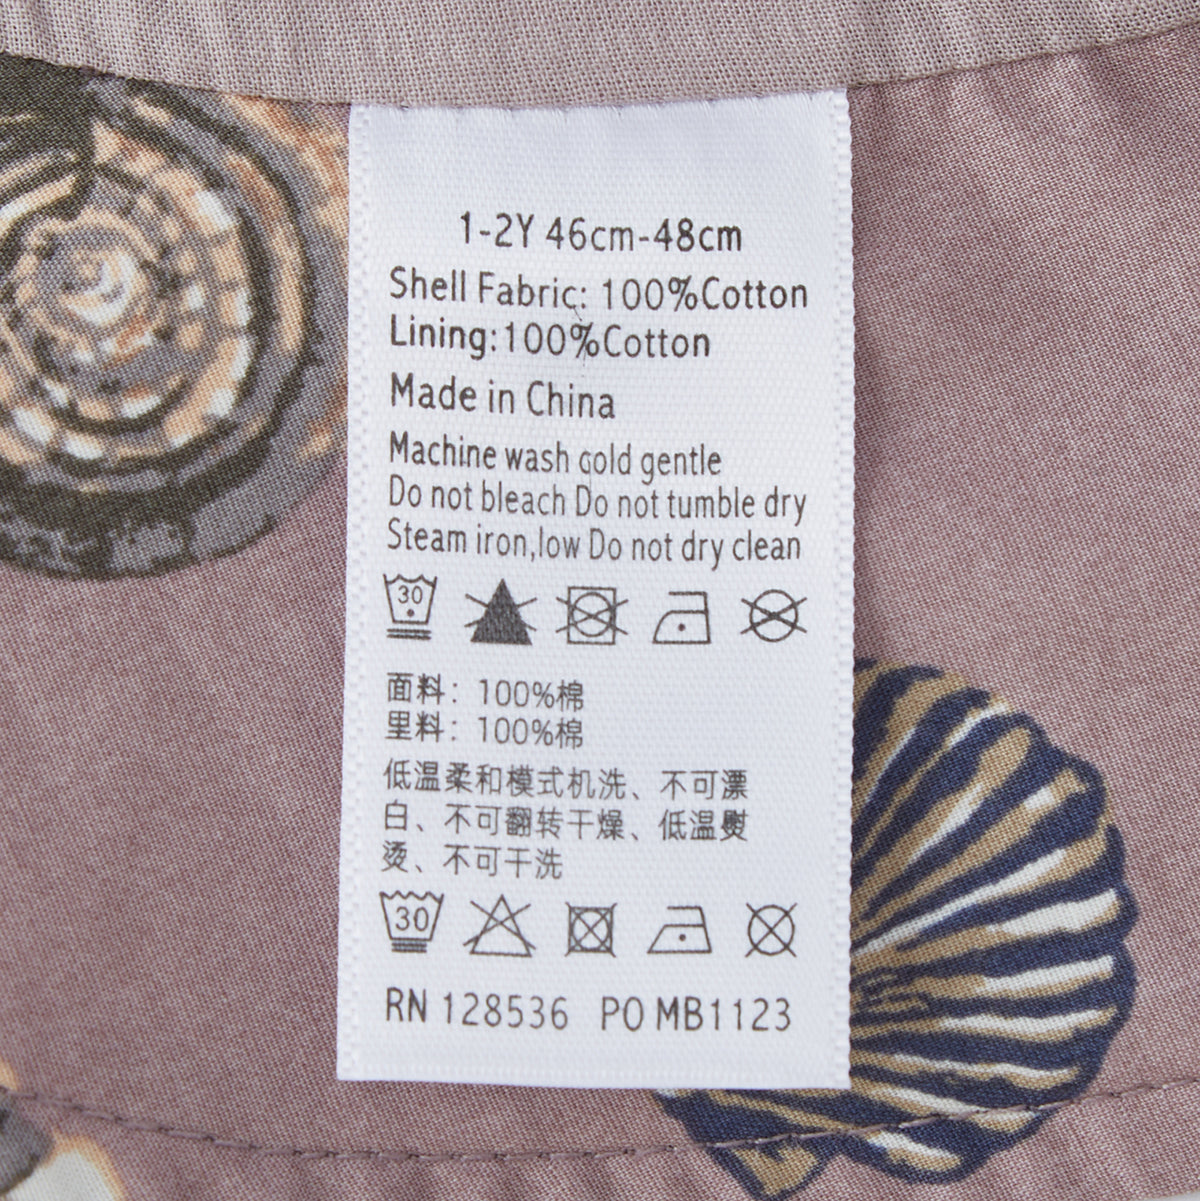 1-2Y 46cm-48cm
Shell Fabric: 100%Cotton
Lining:100%Cotton
Made in China
Machine wash cold gentle
Do not bleach Do not tumble dry
Steam iron,low Do not dry clean
30
面料：100%棉
里料：100%棉
低温柔和模式机洗、不可漂
白、不可翻转干燥、低温熨
烫、不可干洗
30
RN 128536 PO MB1123